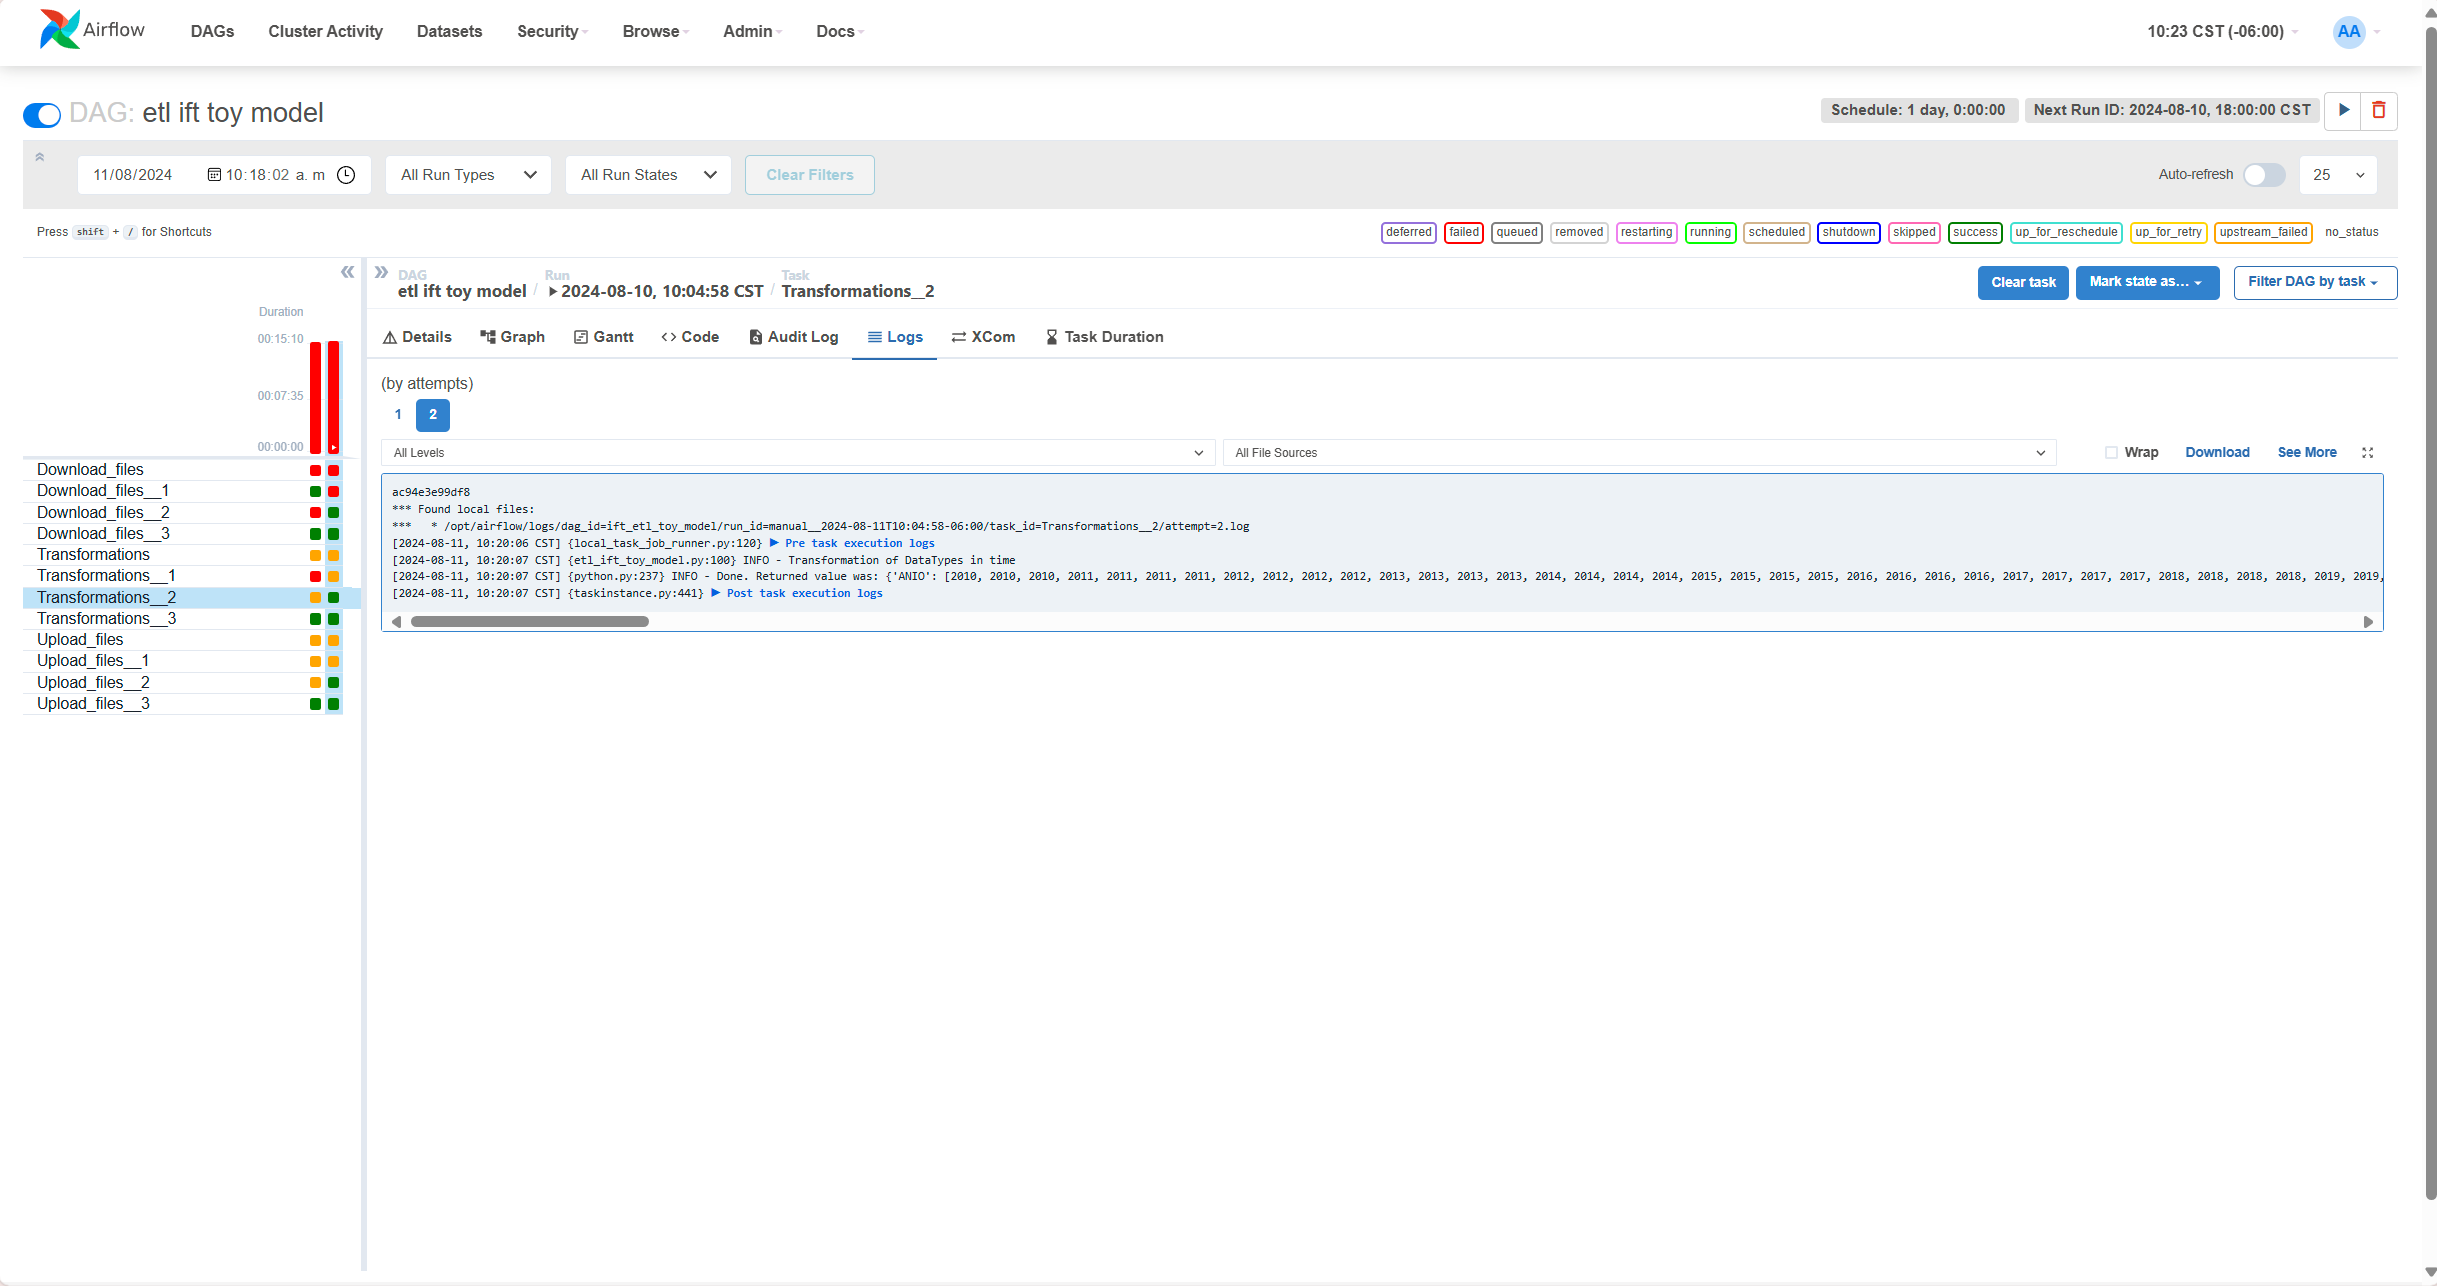 Airflow DAGs Cluster Activity Datasets Security Browse Admin Docs 10:23 CST (-06:00) AA
DAG: etl ift toy model Schedule: 1 day, 0:00:00 Next Run ID: 2024-08-10, 18:00:00 CST
11/08/2024 10:18:02 a. m All Run Types All Run States Clear Filters Auto-refresh 25
Press shift + / for Shortcuts deferred failed queued removed restarting running scheduled shutdown skipped success up_for_reschedule up_for_retry upstream_failed no_status
DAG Run Task
etl ift toy model / 2024-08-10, 10:04:58 CST / Transformations__2 Clear task Mark state as... Filter DAG by task
Duration
00:15:10
00:07:35
00:00:00
Download_files
Download_files__1
Download_files__2
Download_files__3
Transformations
Transformations__1
Transformations__2
Transformations__3
Upload_files
Upload_files__1
Upload_files__2
Upload_files__3
Details Graph Gantt Code Audit Log Logs XCom Task Duration
(by attempts)
1 2
All Levels All File Sources Wrap Download See More
ac94e3e99df8
*** Found local files:
*** * /opt/airflow/logs/dag_id=ift_etl_toy_model/run_id=manual__2024-08-11T10:04:58-06:00/task_id=Transformations__2/attempt=2.log
[2024-08-11, 10:20:06 CST] {local_task_job_runner.py:120} ▶ Pre task execution logs
[2024-08-11, 10:20:07 CST] {etl_ift_toy_model.py:100} INFO - Transformation of DataTypes in time
[2024-08-11, 10:20:07 CST] {python.py:237} INFO - Done. Returned value was: {'ANIO': [2010, 2010, 2010, 2011, 2011, 2011, 2011, 2012, 2012, 2012, 2012, 2013, 2013, 2013, 2013, 2014, 2014, 2014, 2014, 2015, 2015, 2015, 2015, 2016, 2016, 2016, 2016, 2017, 2017, 2017, 2017, 2018, 2018, 2018, 2018, 2019, 2019,
[2024-08-11, 10:20:07 CST] {taskinstance.py:441} ▶ Post task execution logs